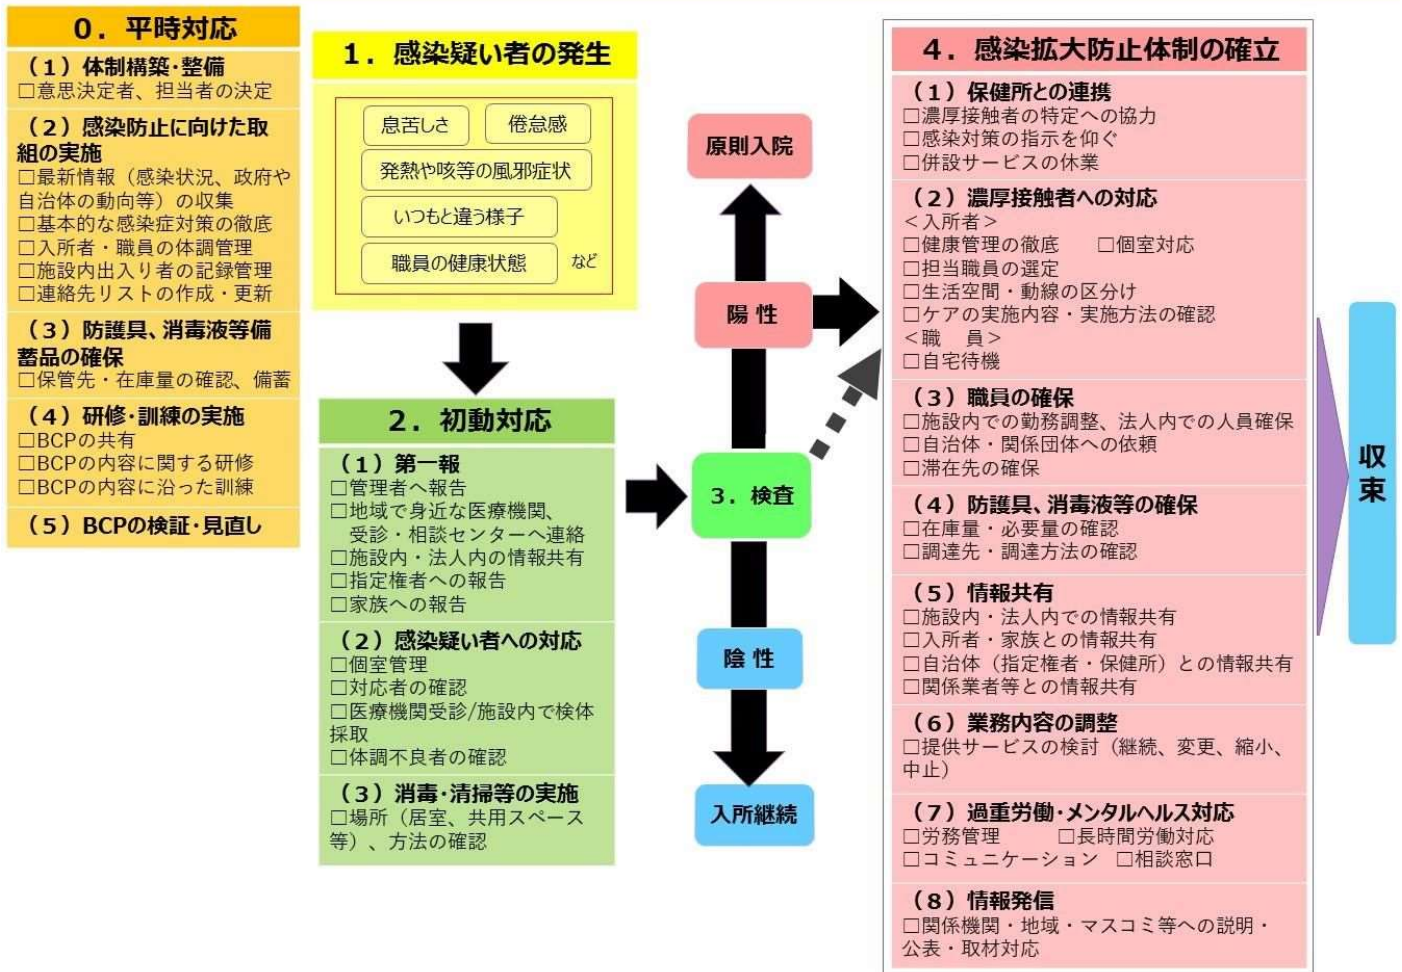 0．平時対応
（1）体制構築・整備
□意思決定者、担当者の決定
（2）感染防止に向けた取
組の実施
□最新情報（感染状況、政府や
自治体の動向等）の収集
□基本的な感染症対策の徹底
□入所者・職員の体調管理
□施設内出入り者の記録管理
□連絡先リストの作成・更新
（3）防護具、消毒液等備
蓄品の確保
□保管先・在庫量の確認、備蓄
（4）研修・訓練の実施
□BCPの共有
□BCPの内容に関する研修
□BCPの内容に沿った訓練
（5）BCPの検証・見直し
1．感染疑い者の発生
息苦しさ
倦怠感
発熱や咳等の風邪症状
いつもと違う様子
職員の健康状態
など
2．初動対応
（1）第一報
□管理者へ報告
□地域で身近な医療機関、
受診・相談センターへ連絡
□施設内・法人内の情報共有
□指定権者への報告
□家族への報告
（2）感染疑い者への対応
□個室管理
□対応者の確認
□医療機関受診/施設内で検体
採取
□体調不良者の確認
（3）消毒・清掃等の実施
□場所（居室、共用スペース
等）、方法の確認
原則入院
陽 性
3．検査
陰 性
入所継続
4．感染拡大防止体制の確立
（1）保健所との連携
□濃厚接触者の特定への協力
□感染対策の指示を仰ぐ
□併設サービスの休業
（2）濃厚接触者への対応
＜入所者＞
□健康管理の徹底　　□個室対応
□担当職員の選定
□生活空間・動線の区分け
□ケアの実施内容・実施方法の確認
＜職　員＞
□自宅待機
（3）職員の確保
□施設内での勤務調整、法人内での人員確保
□自治体・関係団体への依頼
□滞在先の確保
（4）防護具、消毒液等の確保
□在庫量・必要量の確認
□調達先・調達方法の確認
（5）情報共有
□施設内・法人内での情報共有
□入所者・家族との情報共有
□自治体（指定権者・保健所）との情報共有
□関係業者等との情報共有
（6）業務内容の調整
□提供サービスの検討（継続、変更、縮小、
中止）
（7）過重労働・メンタルヘルス対応
□労務管理　　　□長時間労働対応
□コミュニケーション　□相談窓口
（8）情報発信
□関係機関・地域・マスコミ等への説明・
公表・取材対応
収束